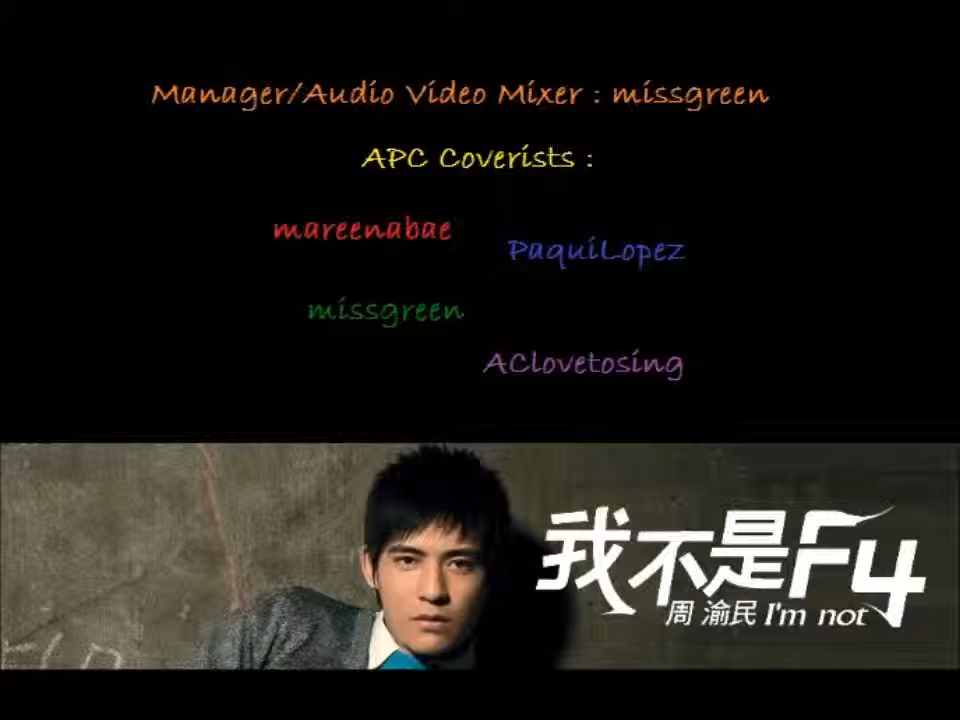 Manager/Audio Video Mixer : missgreen
APC Coverists :
mareenabae
PaquiLopez
missgreen
AClovetosing
我不是F4
周渝民 I'm not